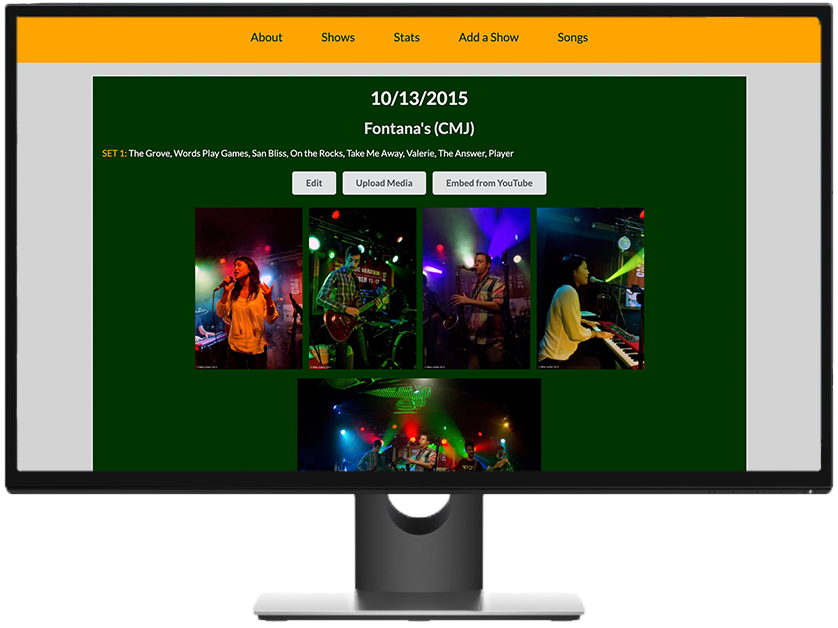 About Shows Stats Add a Show Songs
10/13/2015
Fontana's (CMJ)
SET 1: The Grove, Words Play Games, San Bliss, On the Rocks, Take Me Away, Valerie, The Answer, Player
Edit Upload Media Embed from YouTube